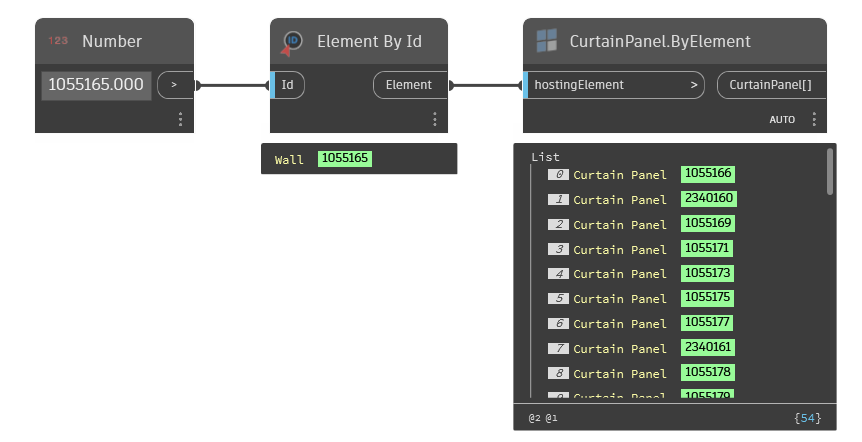 123 Number
1055165.000 >
ID Element By Id
Id Element
Wall 1055165
CurtainPanel.ByElement
hostingElement > CurtainPanel[]
AUTO
List
0 Curtain Panel 1055166
1 Curtain Panel 2340160
2 Curtain Panel 1055169
3 Curtain Panel 1055171
4 Curtain Panel 1055173
5 Curtain Panel 1055175
6 Curtain Panel 1055177
7 Curtain Panel 2340161
8 Curtain Panel 1055178
9 Curtain Panel 1055179
@2 @1 {54}